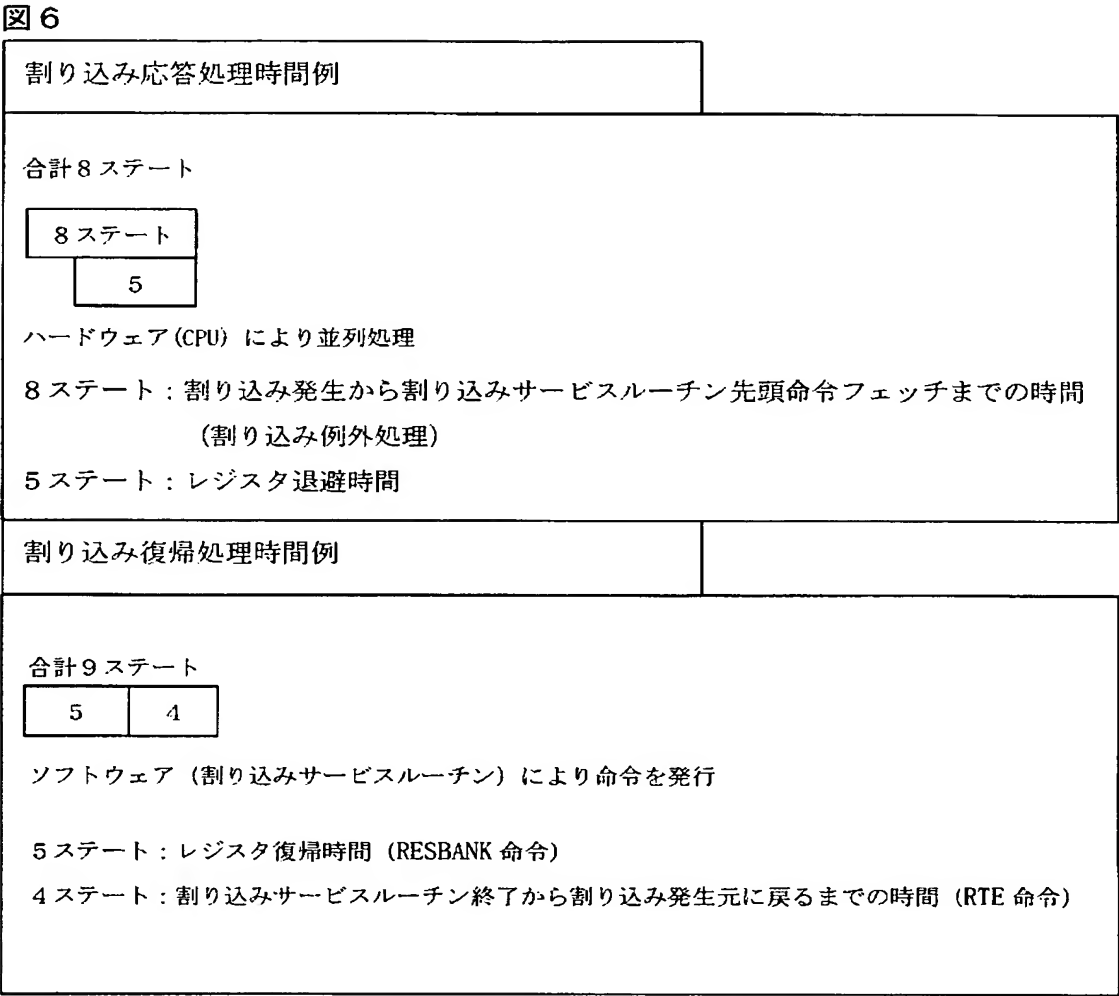 図6
割り込み応答処理時間例
合計8ステート
8ステート
5
ハードウェア(CPU) により並列処理
8ステート:割り込み発生から割り込みサービスルーチン先頭命令フェッチまでの時間
(割り込み例外処理)
5ステート:レジスタ退避時間
割り込み復帰処理時間例
合計9ステート
5 4
ソフトウェア (割り込みサービスルーチン) により命令を発行
5ステート:レジスタ復帰時間 (RESBANK 命令)
4ステート:割り込みサービスルーチン終了から割り込み発生元に戻るまでの時間 (RTE 命令)